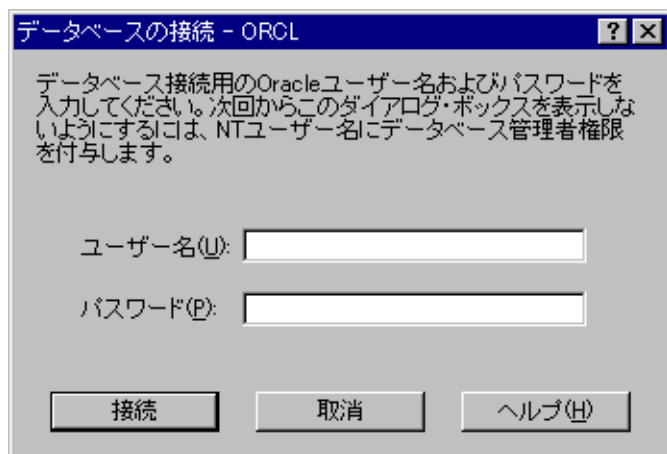 データベースの接続 - ORCL
データベース接続用のOracleユーザー名およびパスワードを
入力してください。次回からこのダイアログ・ボックスを表示しな
いようにするには、NTユーザー名にデータベース管理者権限
を付与します。
ユーザー名(U):
パスワード(P):
接続 取消 ヘルプ(H)